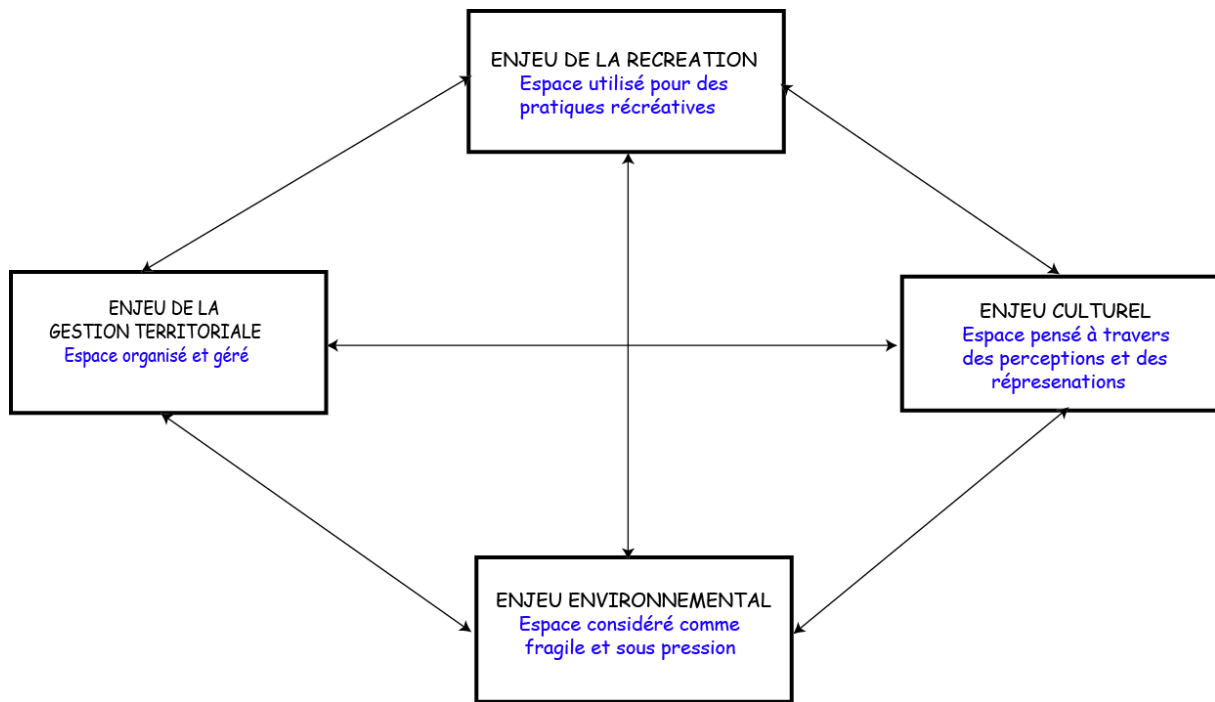 ENJEU DE LA RECREATION
Espace utilisé pour des
pratiques récréatives
ENJEU DE LA
GESTION TERRITORIALE
Espace organisé et géré
ENJEU CULTUREL
Espace pensé à travers
des perceptions et des
répresenations
ENJEU ENVIRONNEMENTAL
Espace considéré comme
fragile et sous pression